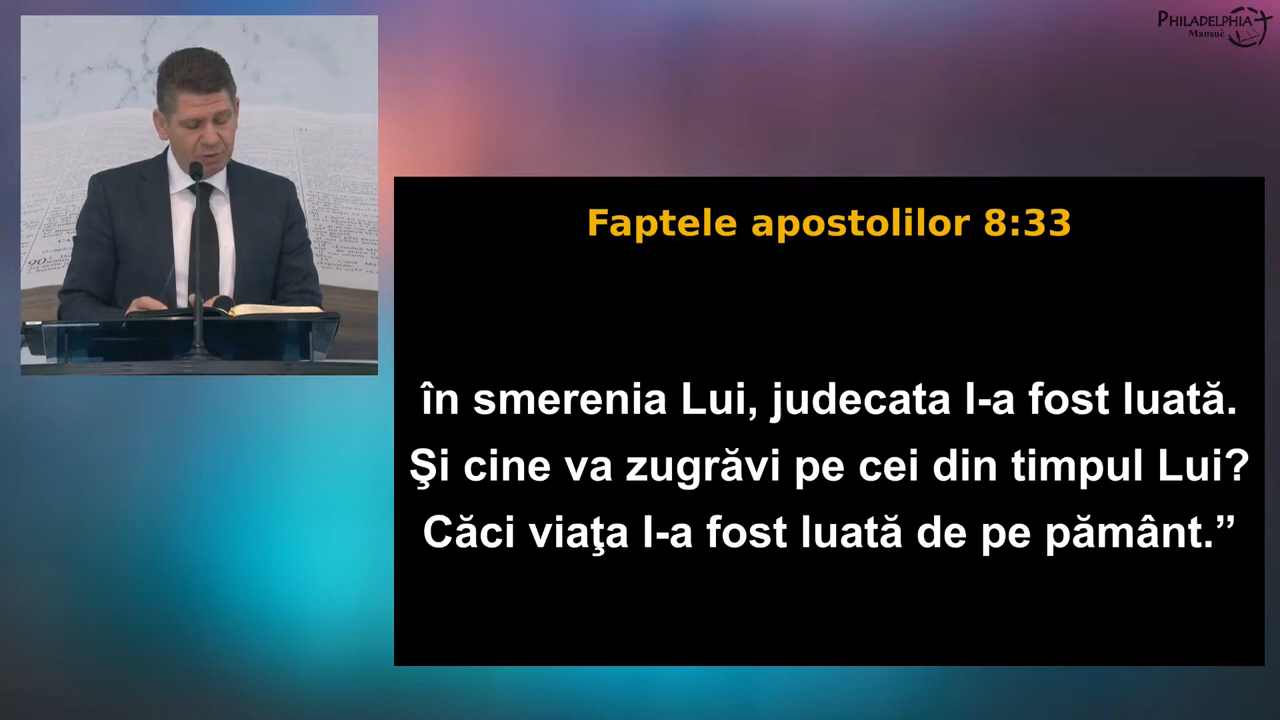 PHILADELPHIA
Mansuè
Faptele apostolilor 8:33
în smerenia Lui, judecata I-a fost luată.
Şi cine va zugrăvi pe cei din timpul Lui?
Căci viaţa I-a fost luată de pe pământ.”